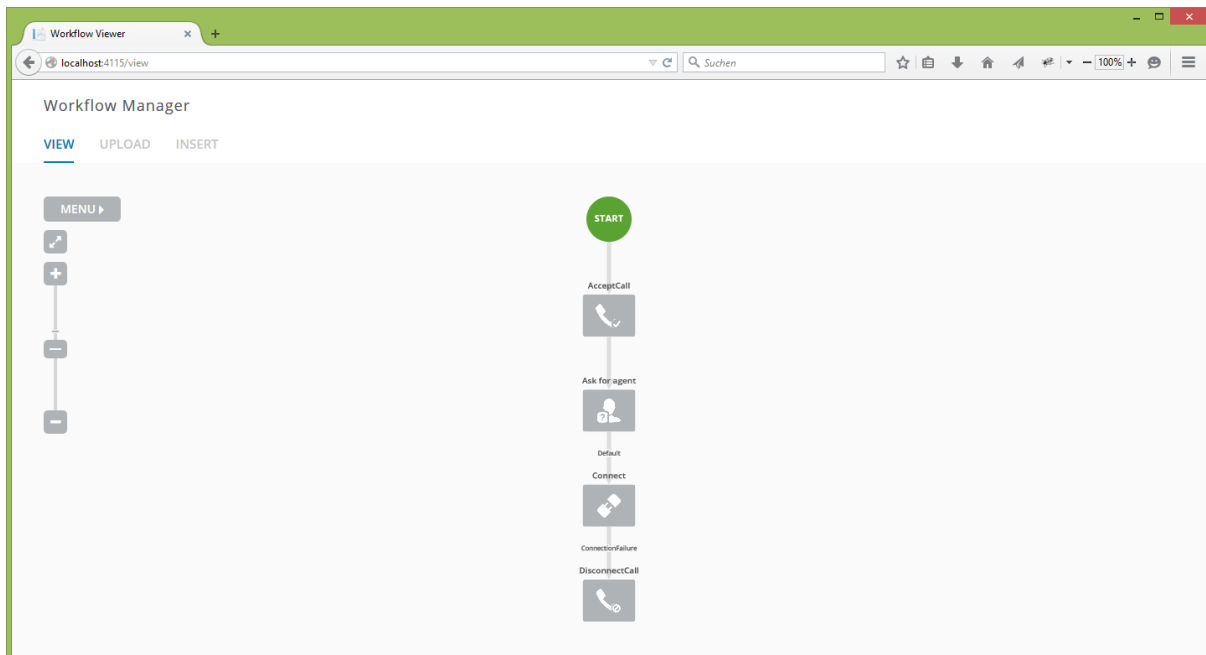 Workflow Viewer
localhost:4115/view
Suchen
100%
Workflow Manager
VIEW UPLOAD INSERT
MENU
START
AcceptCall
Ask for agent
?
Default
Connect
ConnectionFailure
DisconnectCall